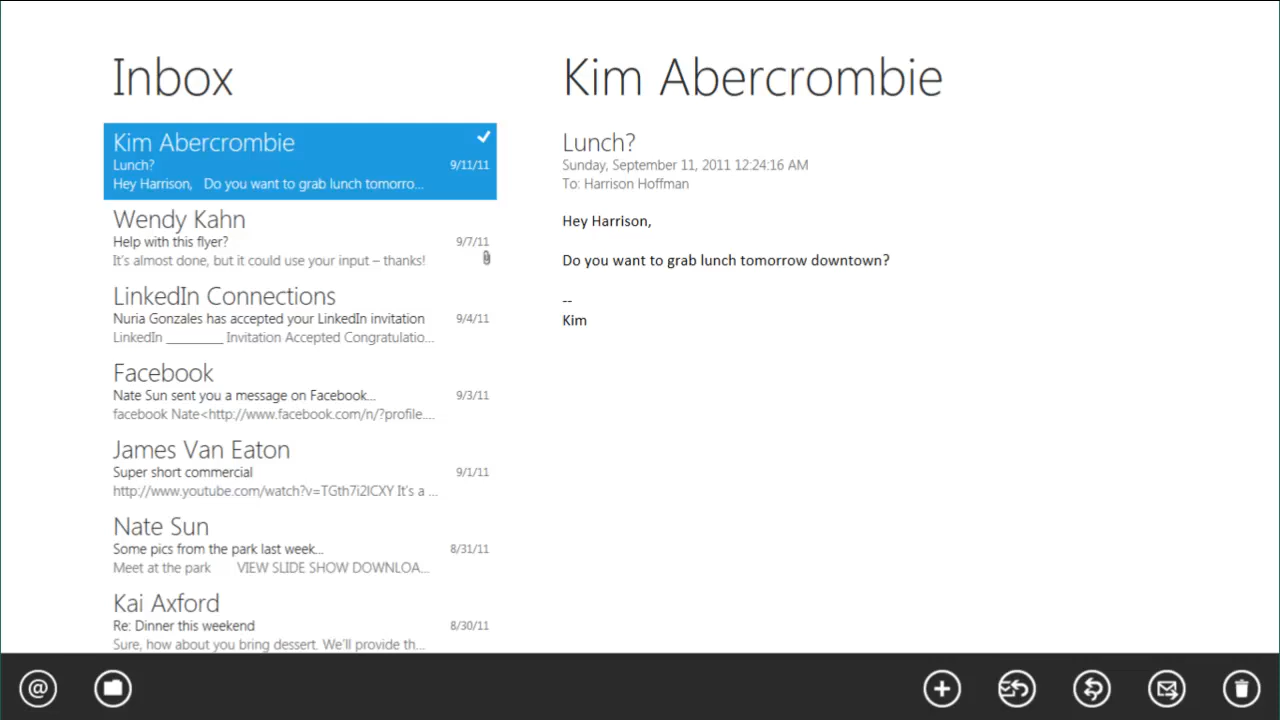 Inbox
Kim Abercrombie
Lunch?
9/11/11
Hey Harrison, Do you want to grab lunch tomorro...
Wendy Kahn
Help with this flyer?
9/7/11
It's almost done, but it could use your input – thanks!
LinkedIn Connections
Nuria Gonzales has accepted your LinkedIn invitation
9/4/11
LinkedIn ________ Invitation Accepted Congratulatio...
Facebook
Nate Sun sent you a message on Facebook...
9/3/11
facebook Nate<http://www.facebook.com/n/?profile....
James Van Eaton
Super short commercial
9/1/11
http://www.youtube.com/watch?v=TGth7i2lCXY It's a ...
Nate Sun
Some pics from the park last week...
8/31/11
Meet at the park VIEW SLIDE SHOW DOWNLOA...
Kai Axford
Re: Dinner this weekend
8/30/11
Sure, how about you bring dessert. We'll provide th...
Kim Abercrombie
Lunch?
Sunday, September 11, 2011 12:24:16 AM
To: Harrison Hoffman
Hey Harrison,
Do you want to grab lunch tomorrow downtown?
--
Kim